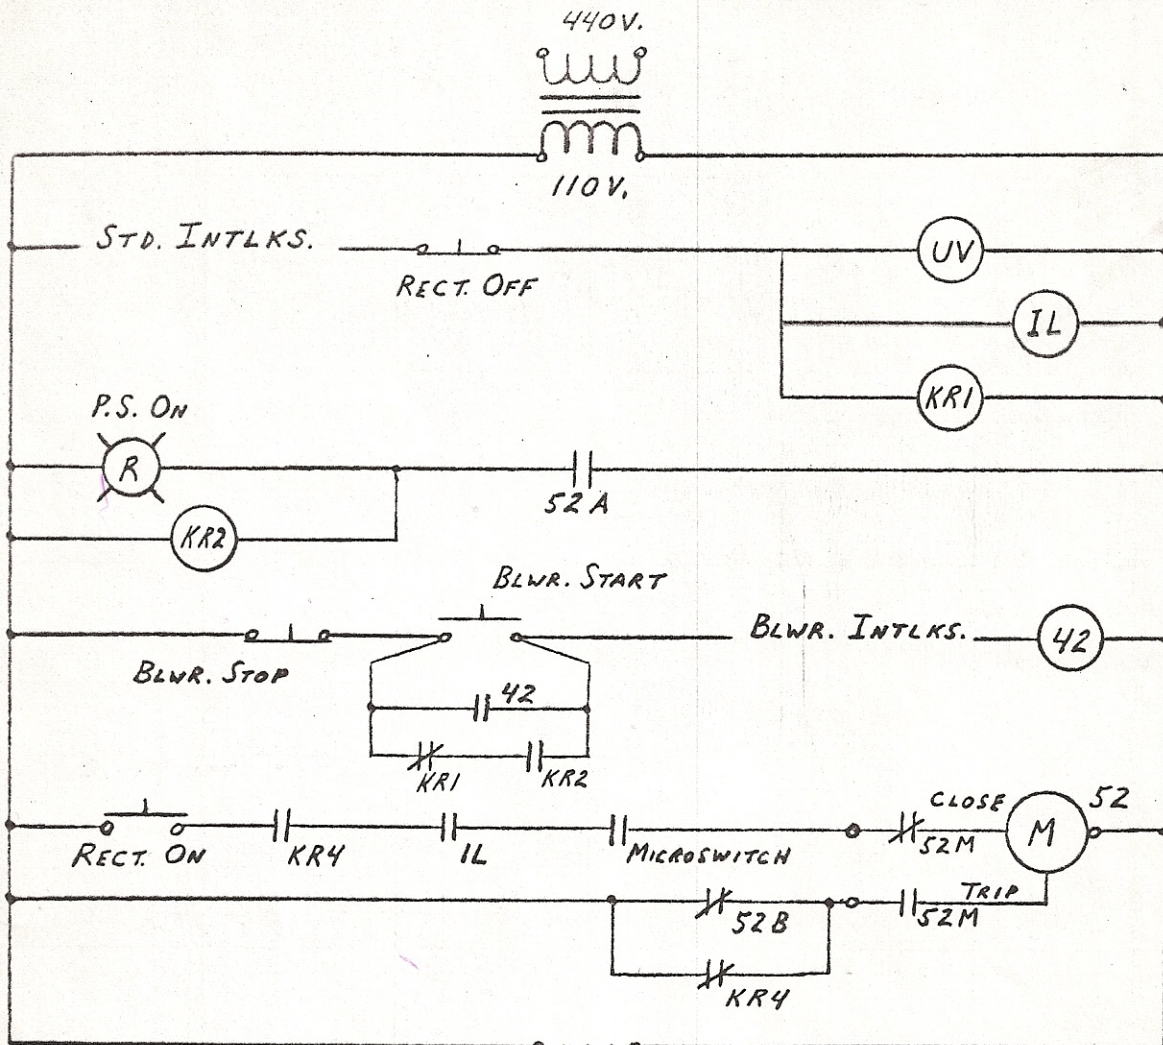 440V.
110V.
STD. INTLKS.
RECT. OFF
UV
IL
KR1
P.S. ON
R
52A
KR2
BLWR. START
BLWR. STOP
BLWR. INTLKS.
42
42
KR1
KR2
RECT. ON
KR4
IL
MICROSWITCH
CLOSE
52M
M
52
52B
TRIP
52M
KR4